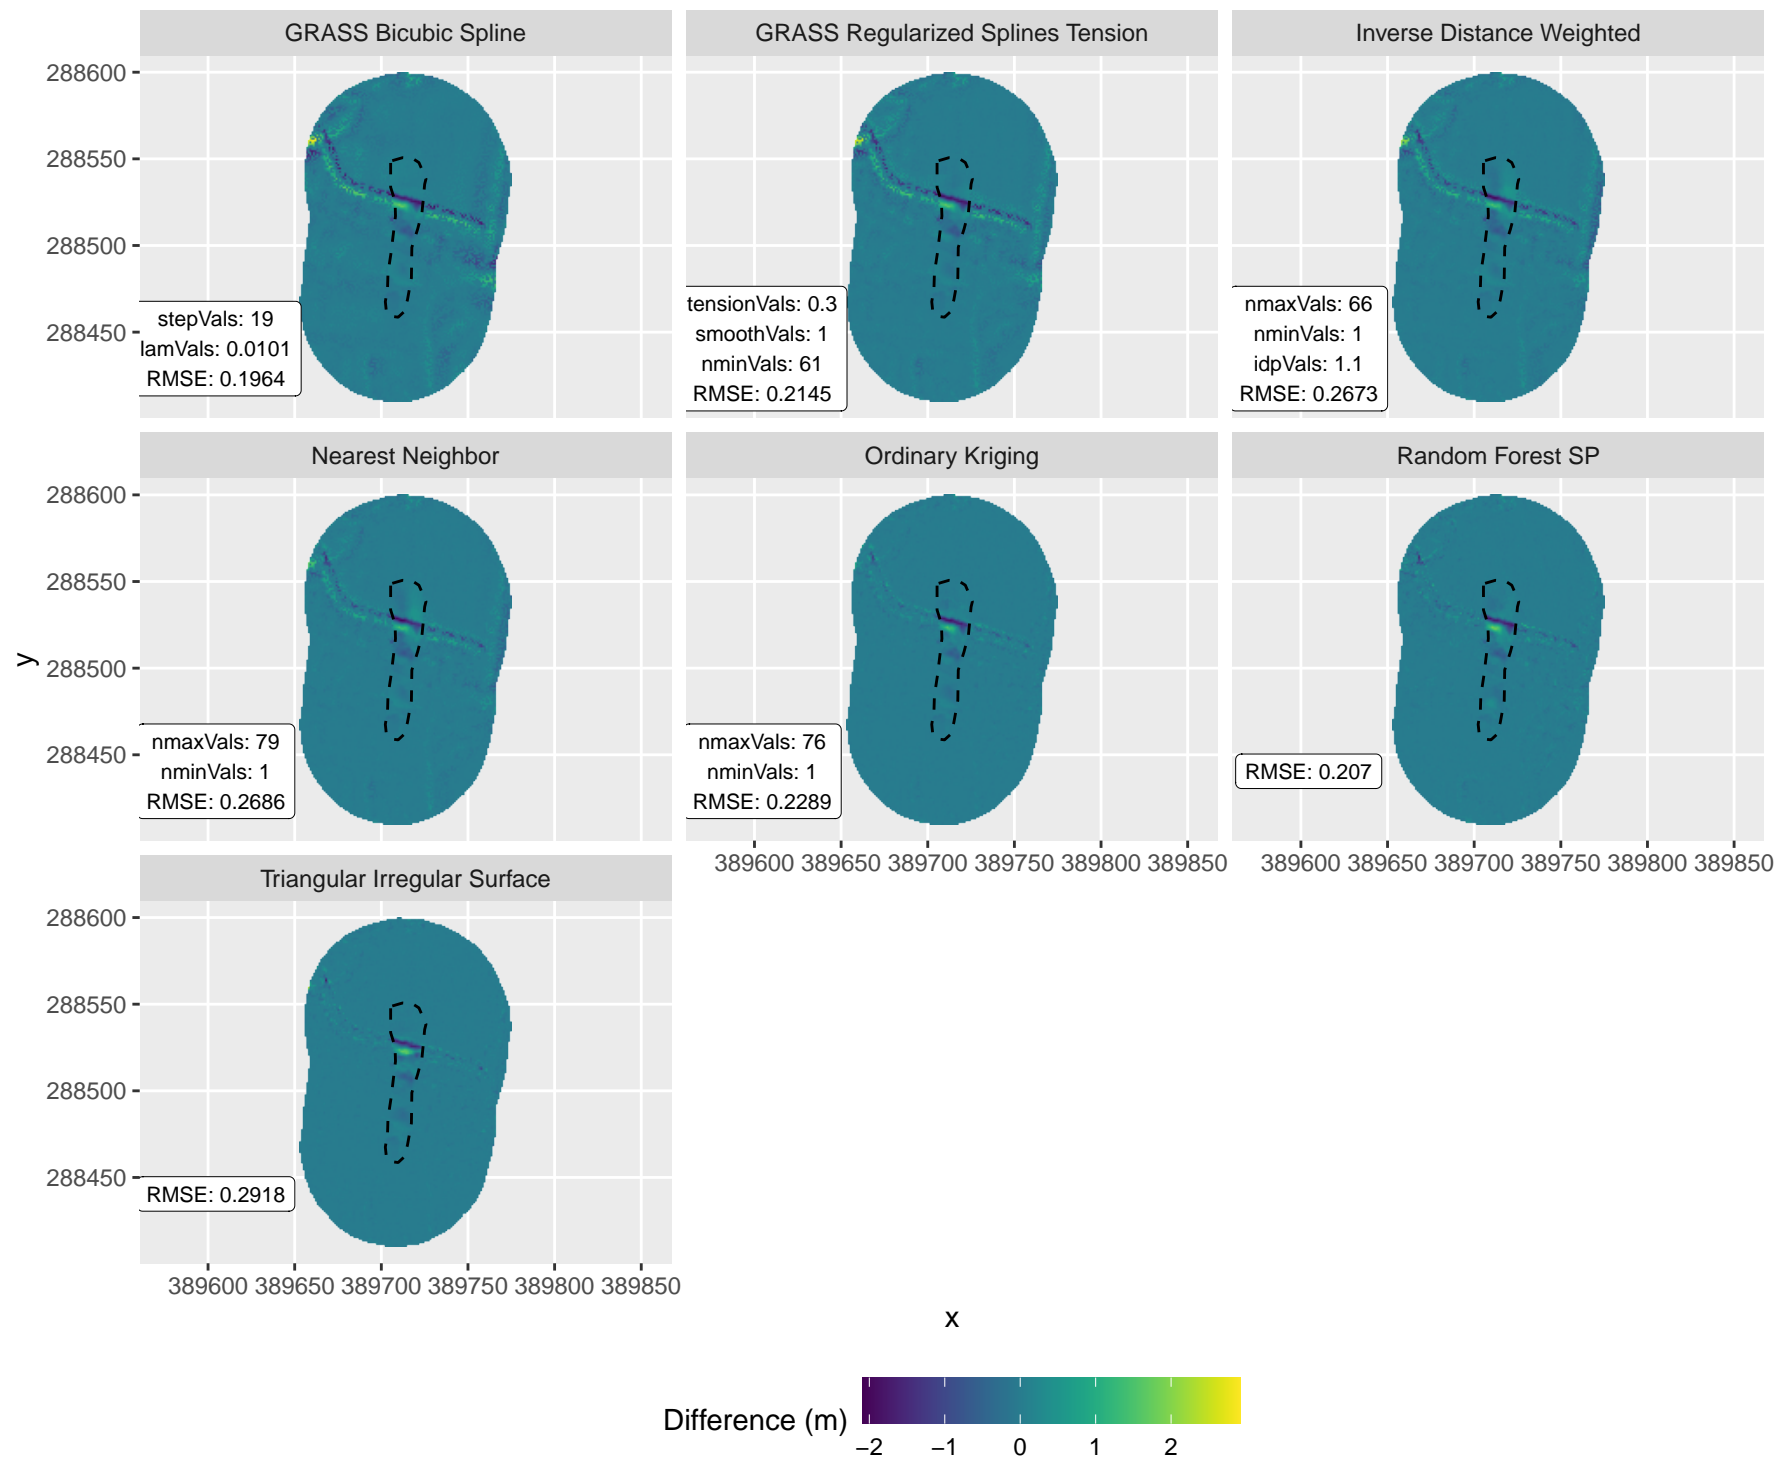 GRASS Bicubic Spline
GRASS Regularized Splines Tension
Inverse Distance Weighted
288600
288550
288500
288450
stepVals: 19
lamVals: 0.0101
RMSE: 0.1964
tensionVals: 0.3
smoothVals: 1
nminVals: 61
RMSE: 0.2145
nmaxVals: 66
nminVals: 1
idpVals: 1.1
RMSE: 0.2673
Nearest Neighbor
Ordinary Kriging
Random Forest SP
288600
288550
288500
288450
y
nmaxVals: 79
nminVals: 1
RMSE: 0.2686
nmaxVals: 76
nminVals: 1
RMSE: 0.2289
RMSE: 0.207
389600 389650 389700 389750 389800 389850
389600 389650 389700 389750 389800 389850
Triangular Irregular Surface
288600
288550
288500
288450
RMSE: 0.2918
389600 389650 389700 389750 389800 389850
x
Difference (m)
−2 −1 0 1 2